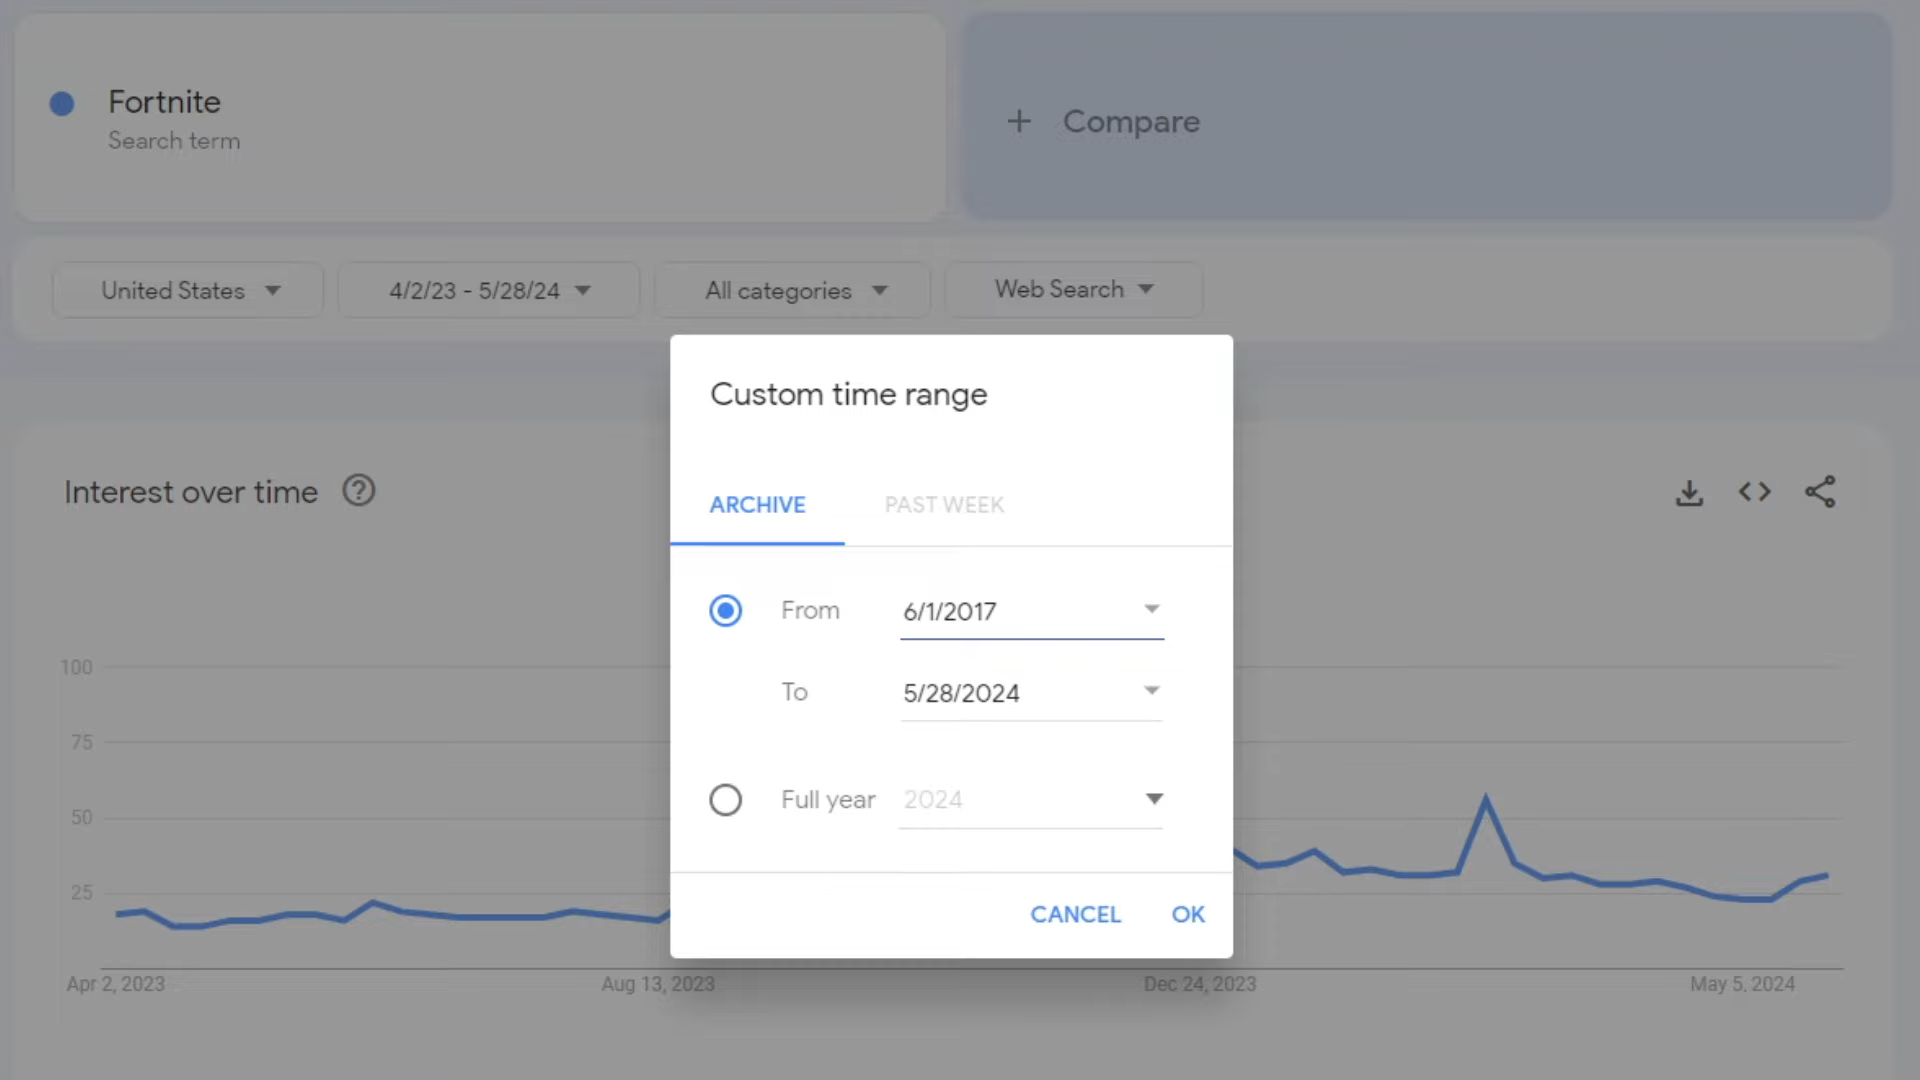 Fortnite
Search term
+ Compare
United States
4/2/23 - 5/28/24
All categories
Web Search
Custom time range
ARCHIVE
PAST WEEK
From
6/1/2017
To
5/28/2024
Full year
2024
CANCEL
OK
Interest over time
100
75
50
25
Apr 2, 2023
Aug 13, 2023
Dec 24, 2023
May 5, 2024